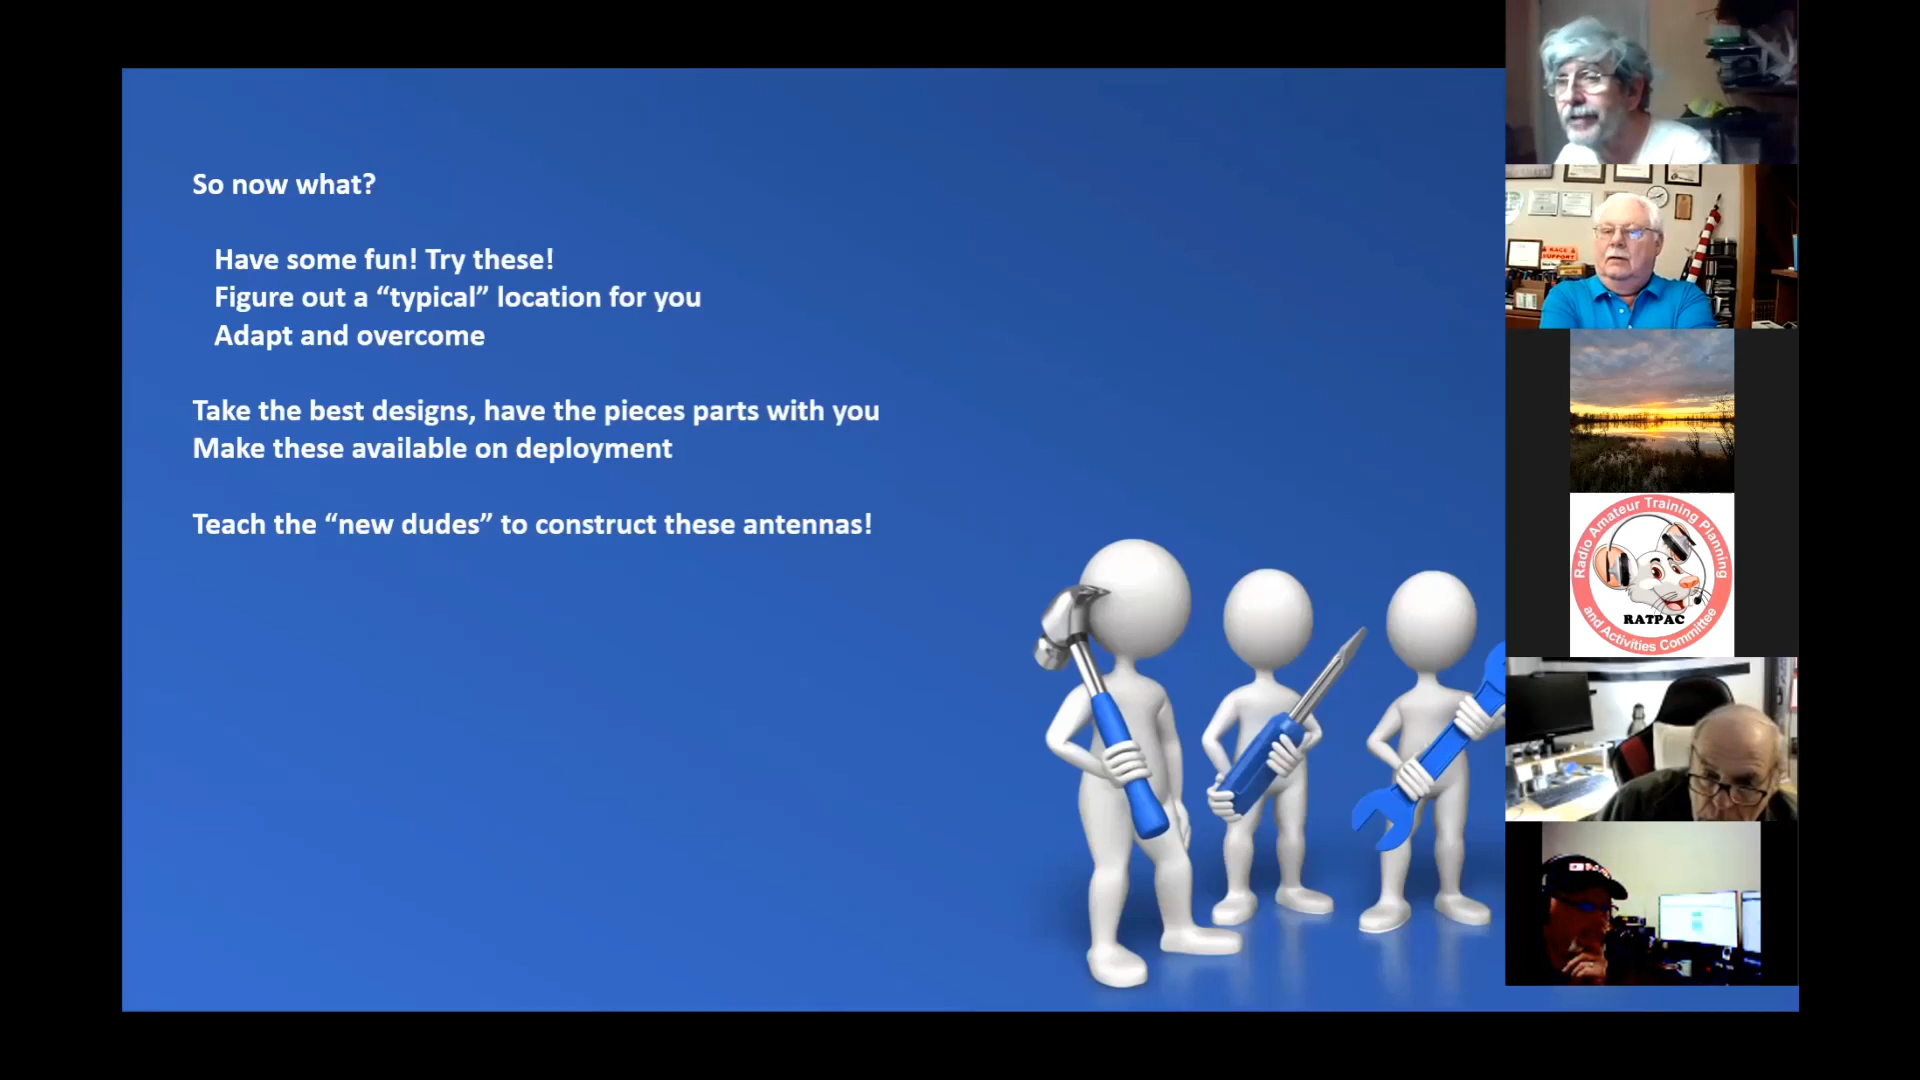 So now what?
Have some fun! Try these!
Figure out a “typical” location for you
Adapt and overcome
Take the best designs, have the pieces parts with you
Make these available on deployment
Teach the “new dudes” to construct these antennas!
RACE
SUPPORT
Radio Amateur Training Planning
and Activities Committee
RATPAC